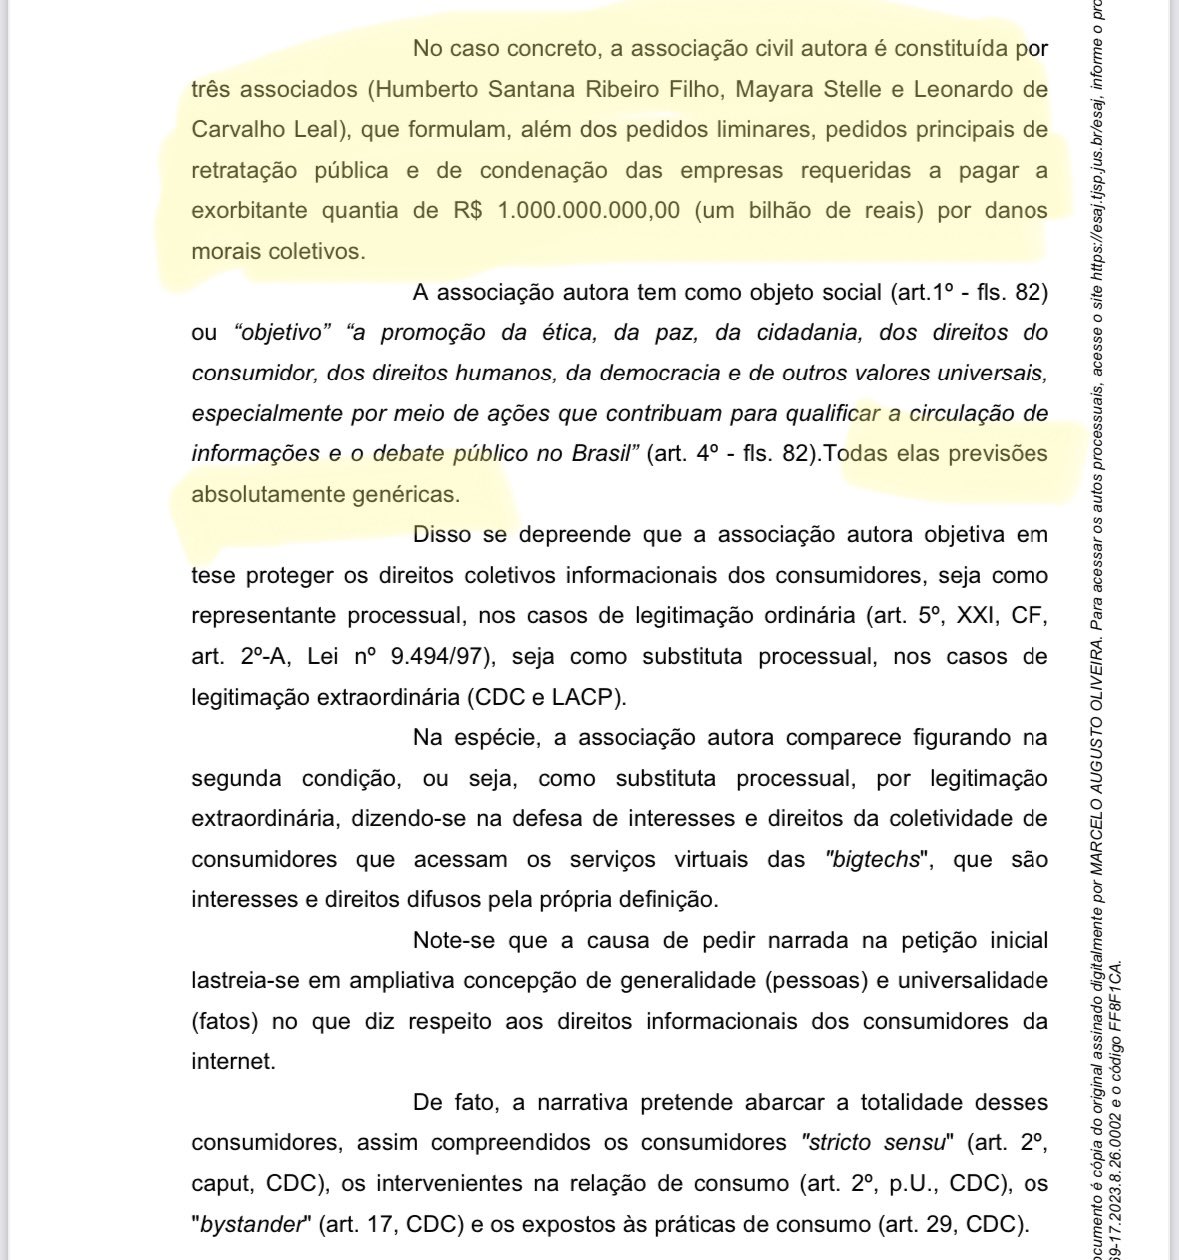 No caso concreto, a associação civil autora é constituída por
três associados (Humberto Santana Ribeiro Filho, Mayara Stelle e Leonardo de
Carvalho Leal), que formulam, além dos pedidos liminares, pedidos principais de
retratação pública e de condenação das empresas requeridas a pagar a
exorbitante quantia de R$ 1.000.000.000,00 (um bilhão de reais) por danos
morais coletivos.
A associação autora tem como objeto social (art.1º - fls. 82)
ou “objetivo” “a promoção da ética, da paz, da cidadania, dos direitos do
consumidor, dos direitos humanos, da democracia e de outros valores universais,
especialmente por meio de ações que contribuam para qualificar a circulação de
informações e o debate público no Brasil” (art. 4º - fls. 82).Todas elas previsões
absolutamente genéricas.
Disso se depreende que a associação autora objetiva em
tese proteger os direitos coletivos informacionais dos consumidores, seja como
representante processual, nos casos de legitimação ordinária (art. 5º, XXI, CF,
art. 2º-A, Lei nº 9.494/97), seja como substituta processual, nos casos de
legitimação extraordinária (CDC e LACP).
Na espécie, a associação autora comparece figurando na
segunda condição, ou seja, como substituta processual, por legitimação
extraordinária, dizendo-se na defesa de interesses e direitos da coletividade de
consumidores que acessam os serviços virtuais das "bigtechs", que são
interesses e direitos difusos pela própria definição.
Note-se que a causa de pedir narrada na petição inicial
lastreia-se em ampliativa concepção de generalidade (pessoas) e universalidade
(fatos) no que diz respeito aos direitos informacionais dos consumidores da
internet.
De fato, a narrativa pretende abarcar a totalidade desses
consumidores, assim compreendidos os consumidores "stricto sensu" (art. 2º,
caput, CDC), os intervenientes na relação de consumo (art. 2º, p.U., CDC), os
"bystander" (art. 17, CDC) e os expostos às práticas de consumo (art. 29, CDC).
ocumento é cópia do original assinado digitalmente por MARCELO AUGUSTO OLIVEIRA. Para acessar os autos processuais, acesse o site https://esaj.tjsp.jus.br/esaj, informe o pro
69-17.2023.8.26.0002 e o código FF8F1CA.